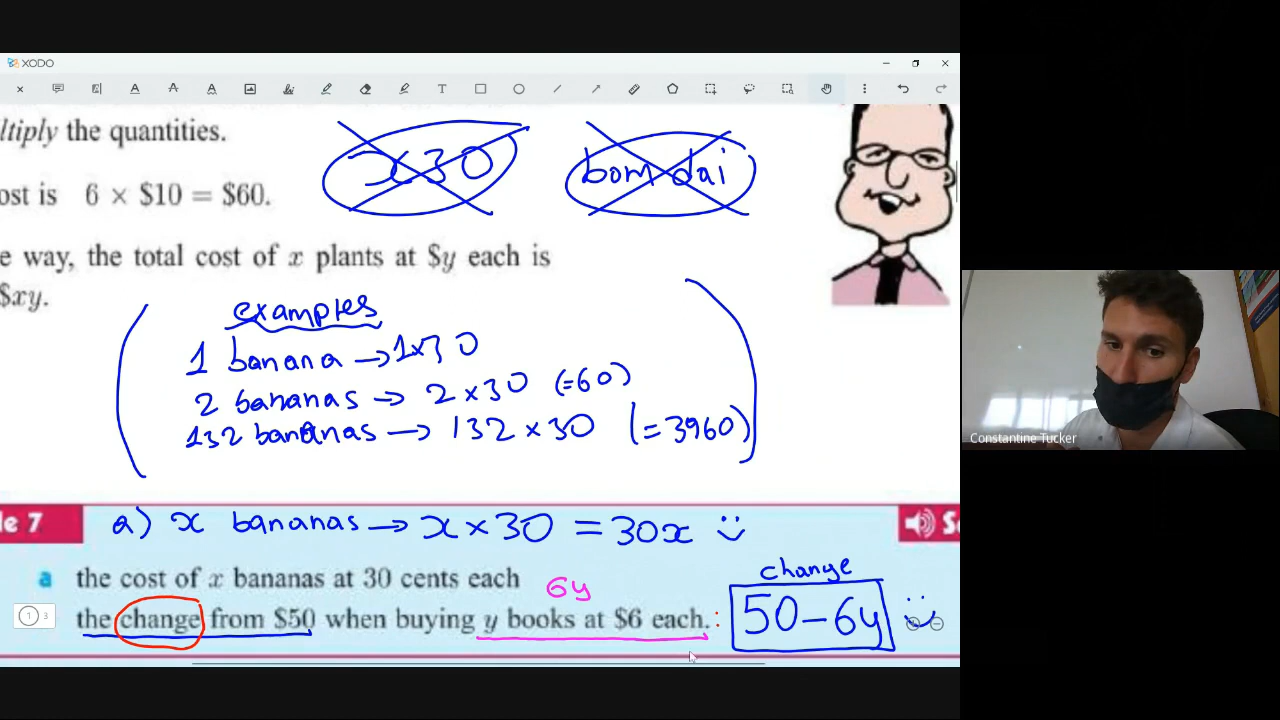 XODO
ltiply the quantities.
x30
bom dai
ost is 6 × $10 = $60.
e way, the total cost of x plants at $y each is
$xy.
examples
1 banana → 1×30
2 bananas → 2 ×30 (=60)
132 bananas → 132 × 30 (= 3960)
le 7
a) x bananas → x × 30 = 30x
S
a the cost of x bananas at 30 cents each
6y
change
1 3
the change from $50 when buying y books at $6 each. : 50-6y
Constantine Tucker